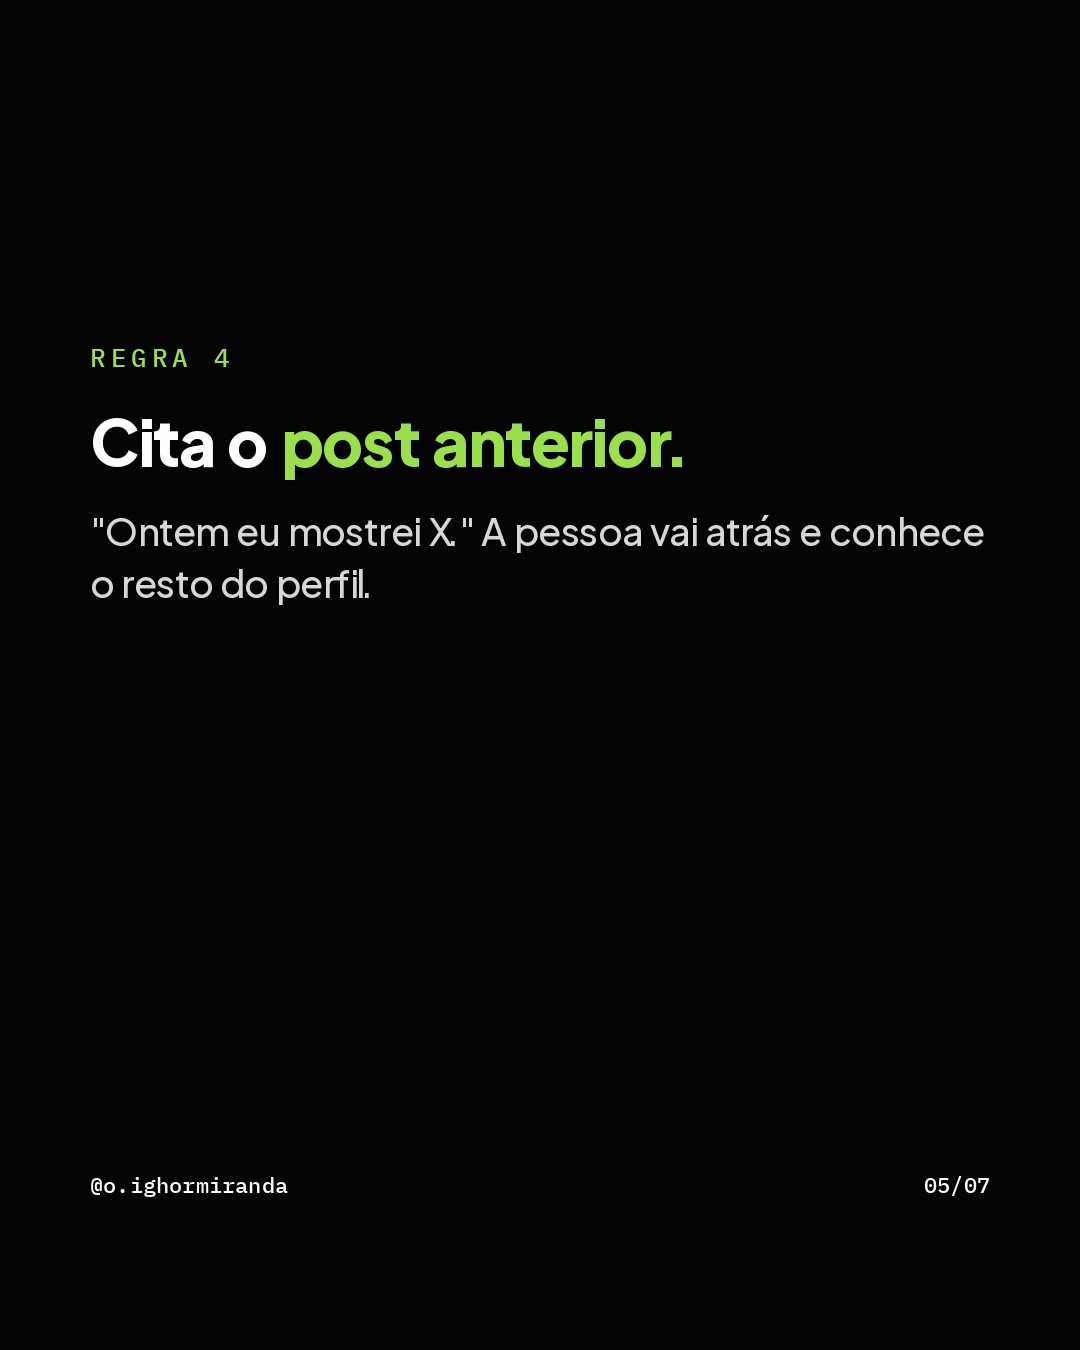 REGRA 4
Cita o post anterior.
"Ontem eu mostrei X." A pessoa vai atrás e conhece
o resto do perfil.
@o.ighormiranda
05/07